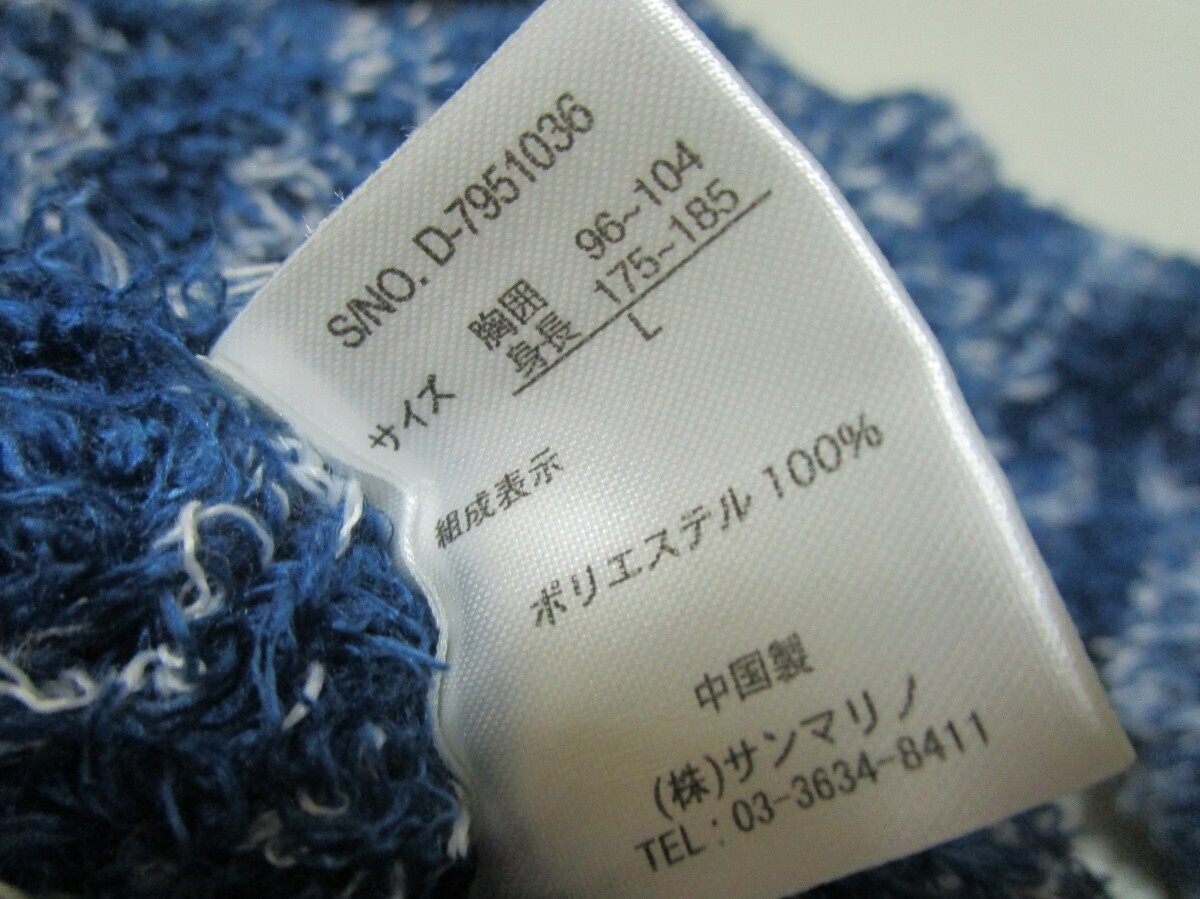 S/NO. D-7951036
サイズ 胸囲 96~104
身長 175~185
L
組成表示
ポリエステル 100%
中国製
(株)サンマリノ
TEL : 03-3634-8411